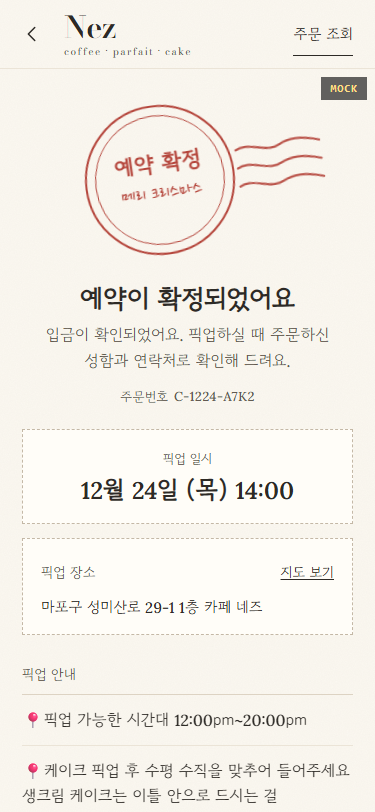 Nez
coffee · parfait · cake
주문 조회
MOCK
예약 확정
메리 크리스마스
예약이 확정되었어요
입금이 확인되었어요. 픽업하실 때 주문하신
성함과 연락처로 확인해 드려요.
주문번호 C-1224-A7K2
픽업 일시
12월 24일 (목) 14:00
픽업 장소
지도 보기
마포구 성미산로 29-1 1층 카페 네즈
픽업 안내
📍픽업 가능한 시간대 12:00pm~20:00pm
📍케이크 픽업 후 수평 수직을 맞추어 들어주세요
생크림 케이크는 이틀 안으로 드시는 걸